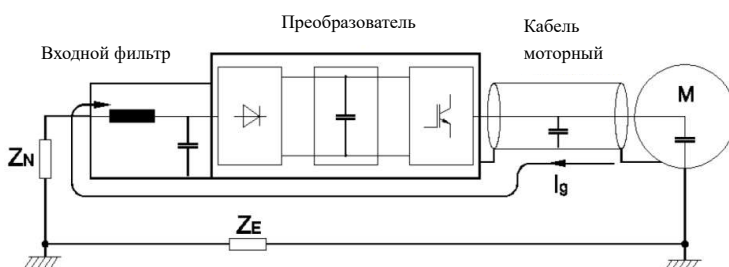 Преобразователь
Входной фильтр
Кабель
моторный
M
ZN
Ig
ZE